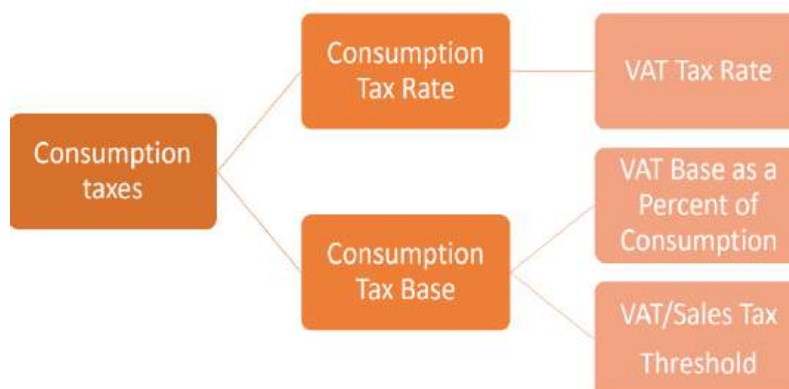 Consumption
taxes
Consumption
Tax Rate
VAT Tax Rate
Consumption
Tax Base
VAT Base as a
Percent of
Consumption
VAT/Sales Tax
Threshold